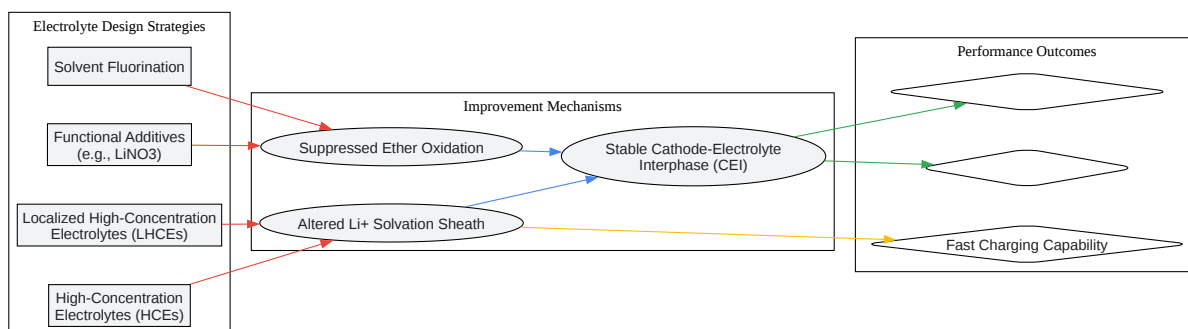 Electrolyte Design Strategies
Solvent Fluorination
Functional Additives
(e.g., LiNO3)
Localized High-Concentration
Electrolytes (LHCEs)
High-Concentration
Electrolytes (HCEs)
Improvement Mechanisms
Suppressed Ether Oxidation
Altered Li+ Solvation Sheath
Stable Cathode-Electrolyte
Interphase (CEI)
Performance Outcomes
Fast Charging Capability